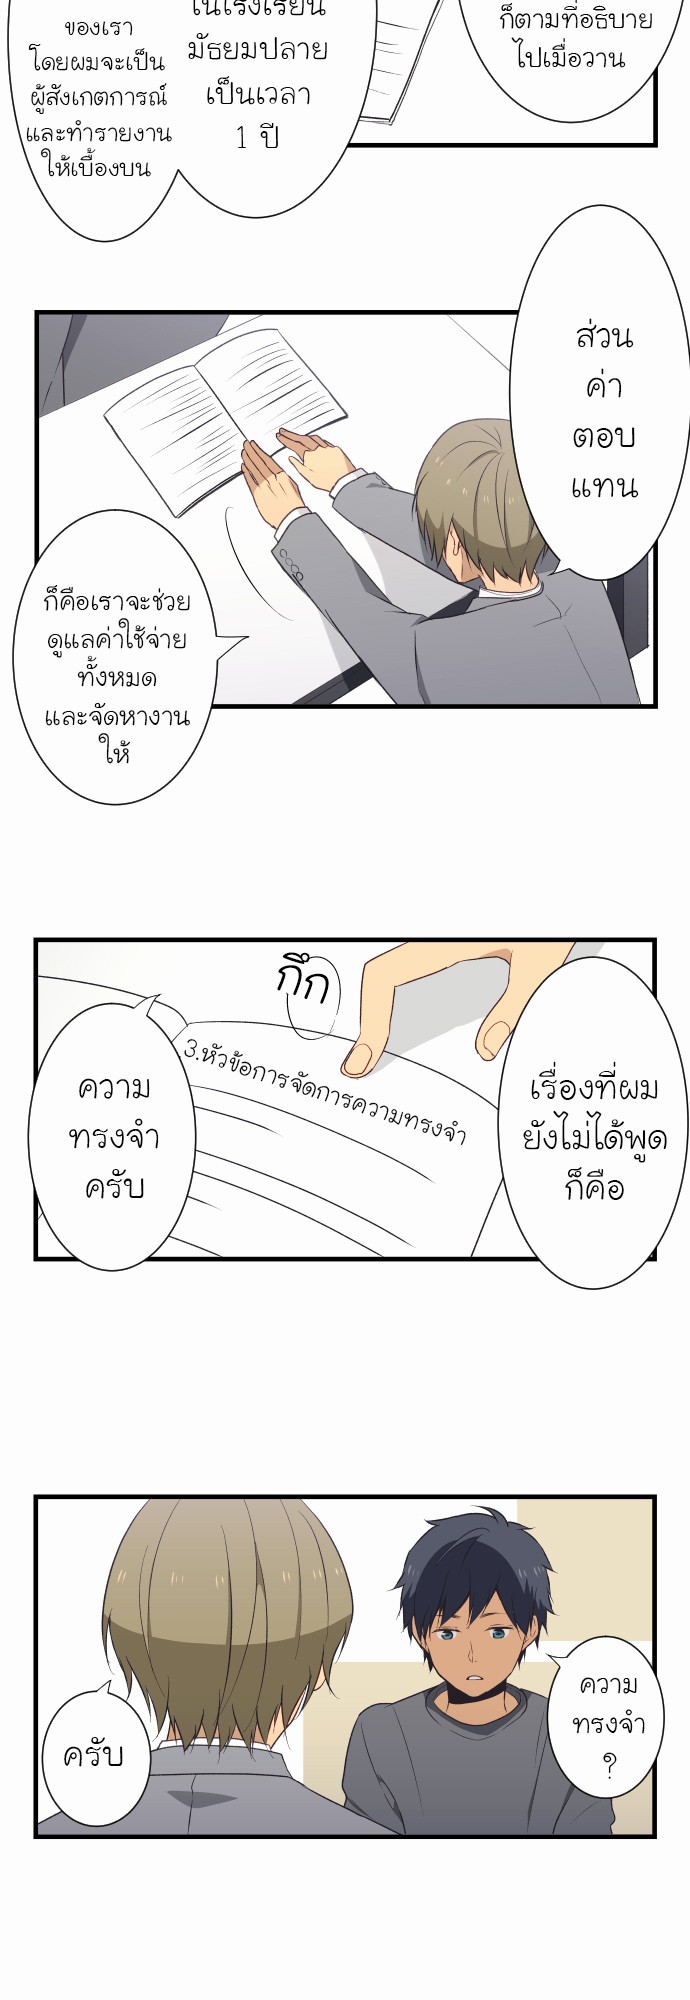 ก็ตามที่อธิบาย
ไปเมื่อวาน
ในโรงเรียน
มัธยมปลาย
เป็นเวลา
1 ปี
ของเรา
โดยผมจะเป็น
ผู้สังเกตการณ์
และทำรายงาน
ให้เบื้องบน
ส่วน
ค่า
ตอบ
แทน
ก็คือเราจะช่วย
ดูแลค่าใช้จ่าย
ทั้งหมด
และจัดหางาน
ให้
กึก
3.หัวข้อการจัดการความทรงจำ
เรื่องที่ผม
ยังไม่ได้พูด
ก็คือ
ความ
ทรงจำ
ครับ
ความ
ทรงจำ
?
ครับ